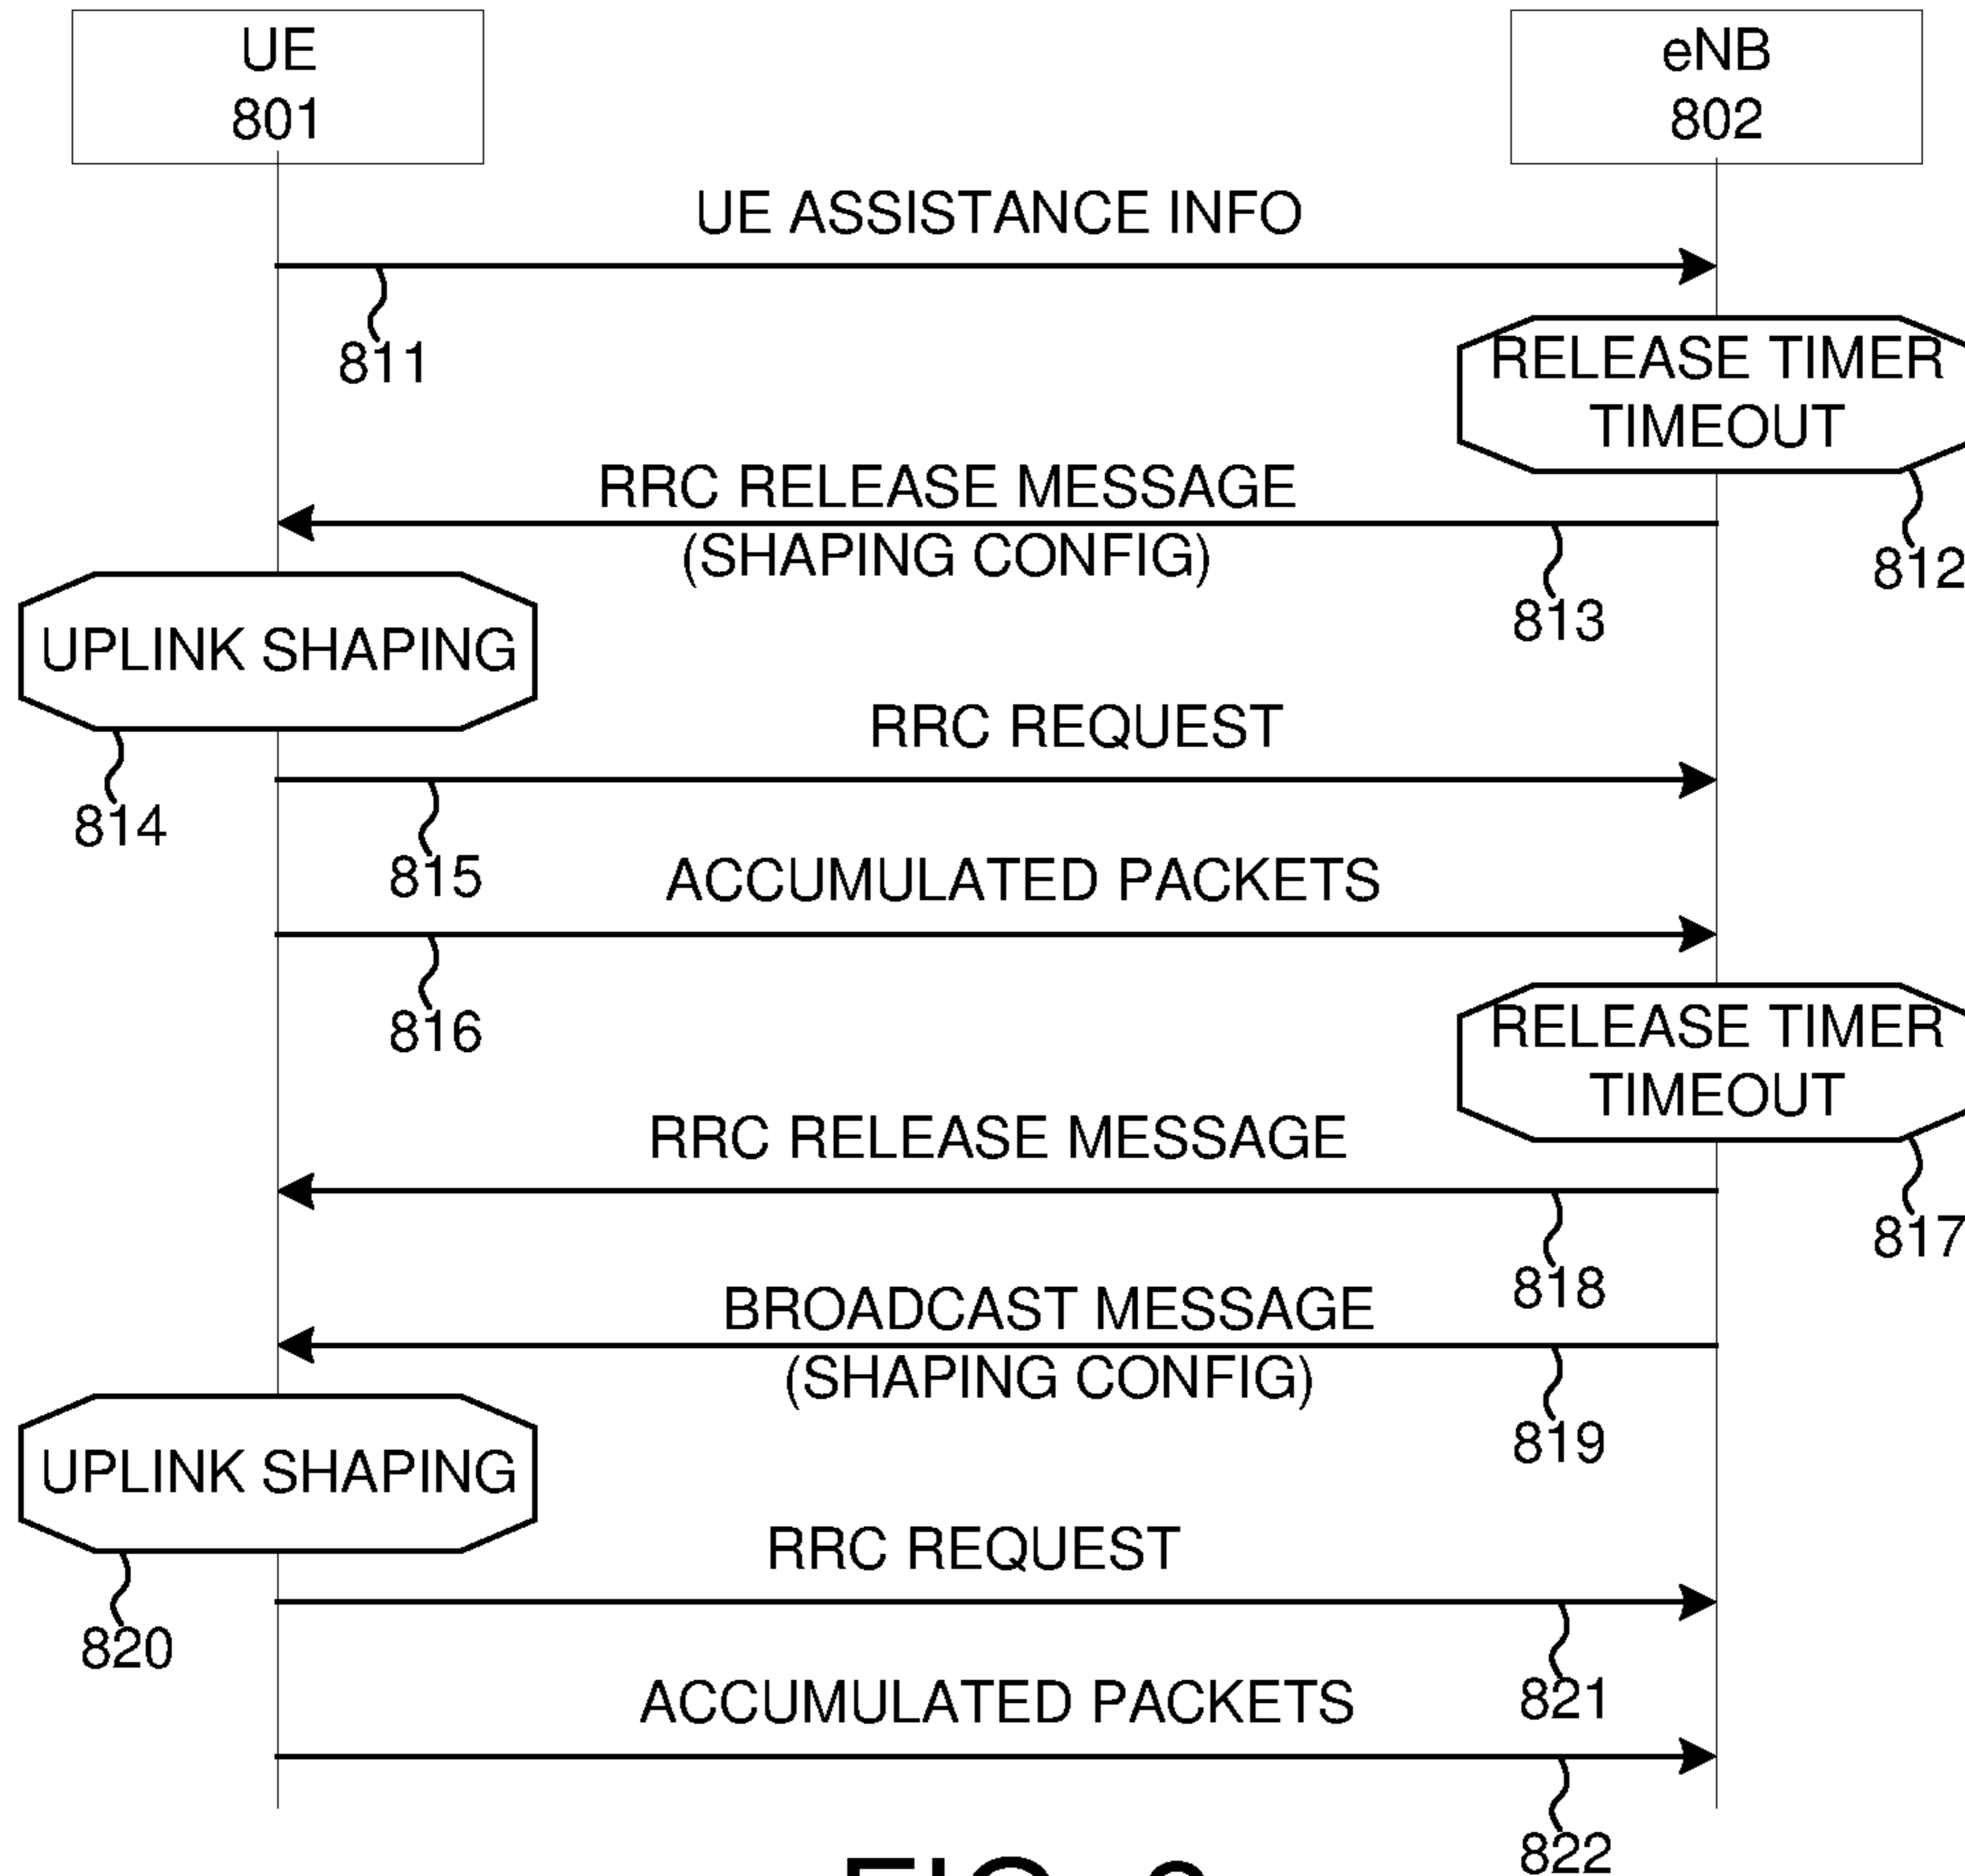 UE
801
eNB
802
UE ASSISTANCE INFO
811
RELEASE TIMER
TIMEOUT
812
RRC RELEASE MESSAGE
(SHAPING CONFIG)
813
UPLINK SHAPING
814
RRC REQUEST
815
ACCUMULATED PACKETS
816
RELEASE TIMER
TIMEOUT
817
RRC RELEASE MESSAGE
818
BROADCAST MESSAGE
(SHAPING CONFIG)
819
UPLINK SHAPING
820
RRC REQUEST
821
ACCUMULATED PACKETS
822